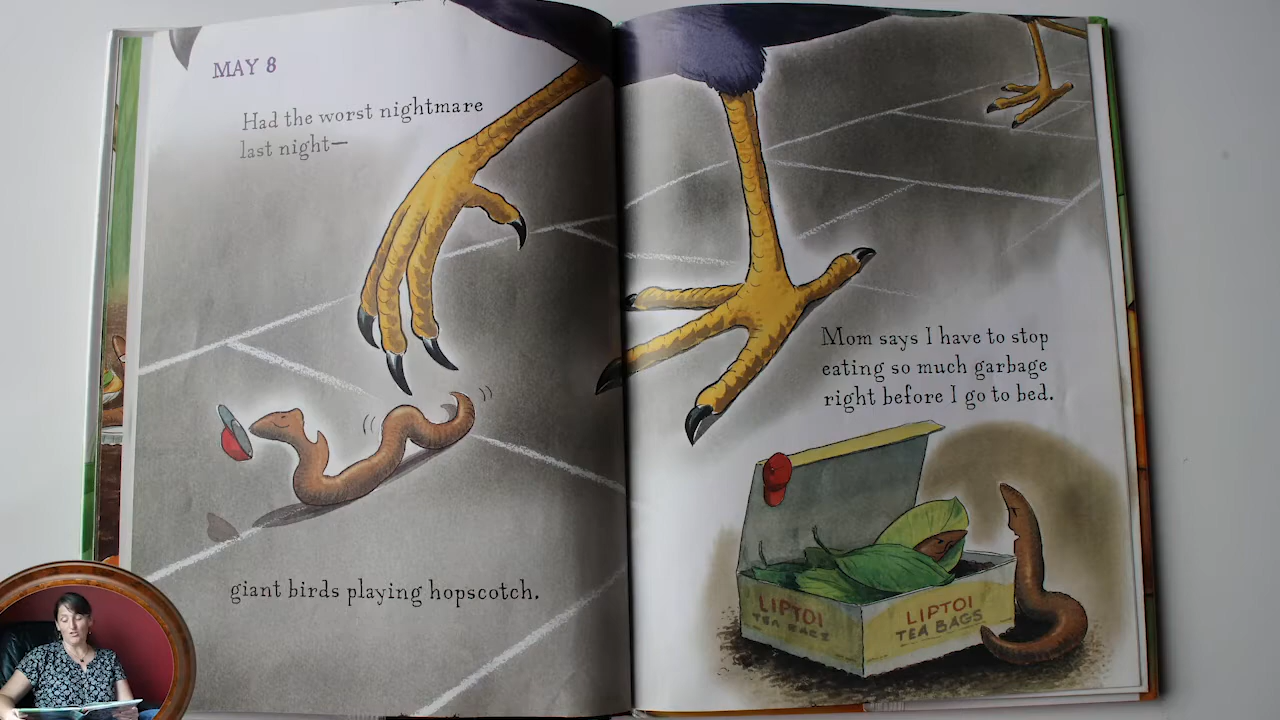 MAY 8
Had the worst nightmare
last night—
giant birds playing hopscotch.
Mom says I have to stop
eating so much garbage
right before I go to bed.
LIPTOI
TEA BAGS
LIPTOI
TEA BAGS